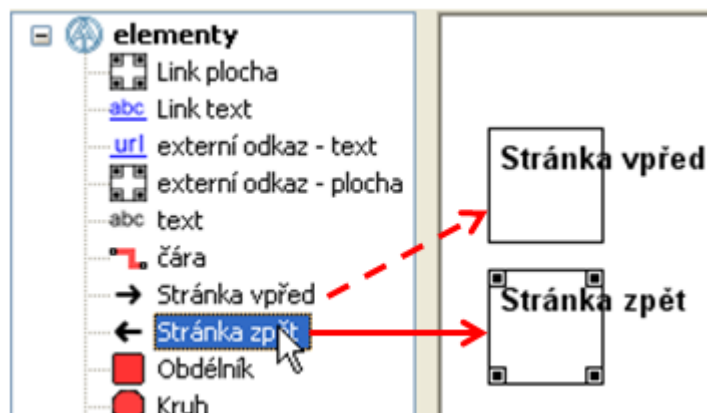 elementy
Link plocha
abc Link text
url externí odkaz - text
externí odkaz - plocha
abc text
čára
Stránka vpřed
Stránka zpět
Obdélník
Kruh
Stránka vpřed
Stránka zpět